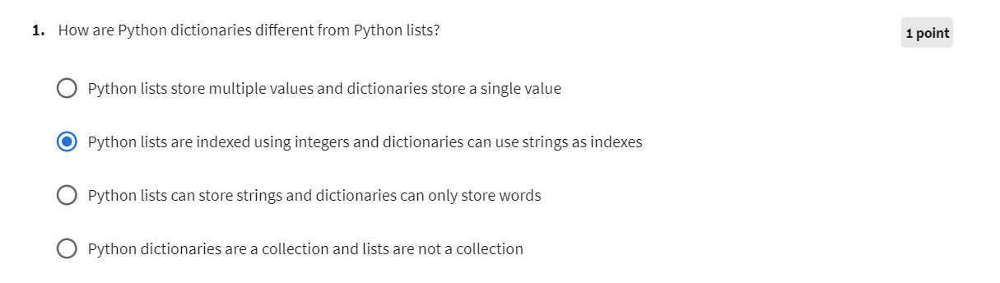 1. How are Python dictionaries different from Python lists?
1 point
Python lists store multiple values and dictionaries store a single value
Python lists are indexed using integers and dictionaries can use strings as indexes
Python lists can store strings and dictionaries can only store words
Python dictionaries are a collection and lists are not a collection